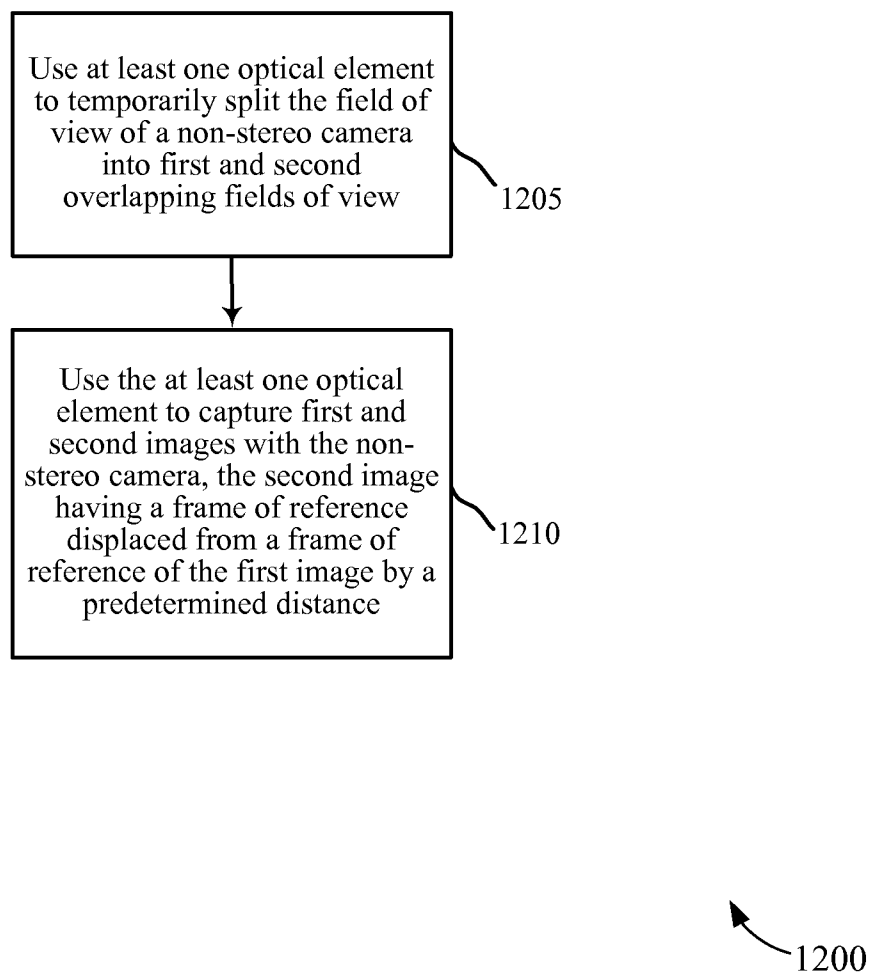 Use at least one optical element
to temporarily split the field of
view of a non-stereo camera
into first and second
overlapping fields of view
1205
Use the at least one optical
element to capture first and
second images with the non-
stereo camera, the second image
having a frame of reference
displaced from a frame of
reference of the first image by a
predetermined distance
1210
1200